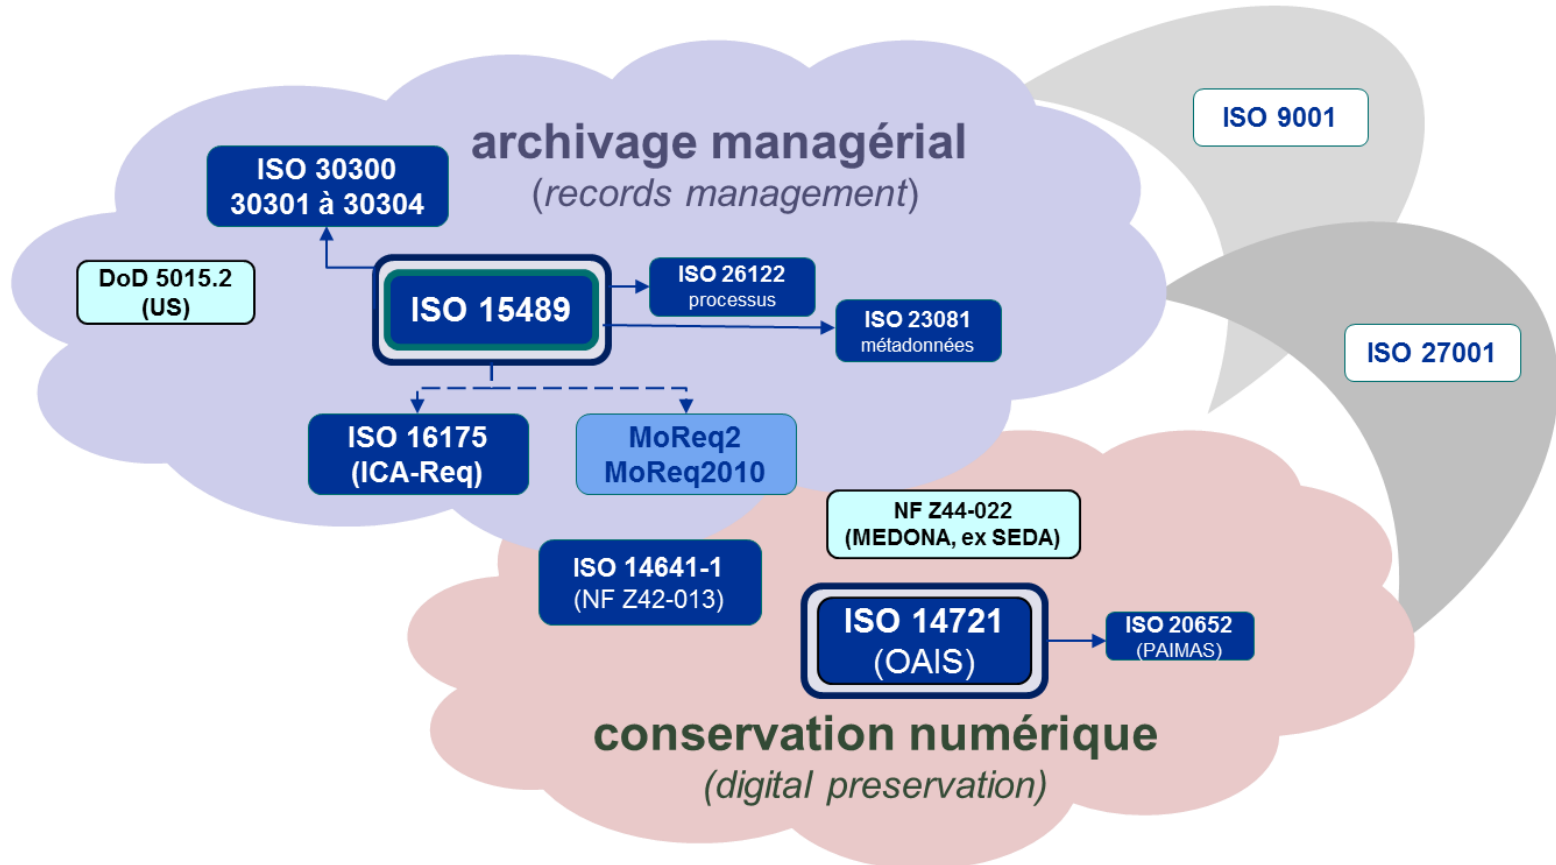 archivage managérial
(records management)
ISO 9001
ISO 30300
30301 à 30304
DoD 5015.2
(US)
ISO 15489
ISO 26122
processus
ISO 23081
métadonnées
ISO 27001
ISO 16175
(ICA-Req)
MoReq2
MoReq2010
NF Z44-022
(MEDONA, ex SEDA)
ISO 14641-1
(NF Z42-013)
ISO 14721
(OAIS)
ISO 20652
(PAIMAS)
conservation numérique
(digital preservation)